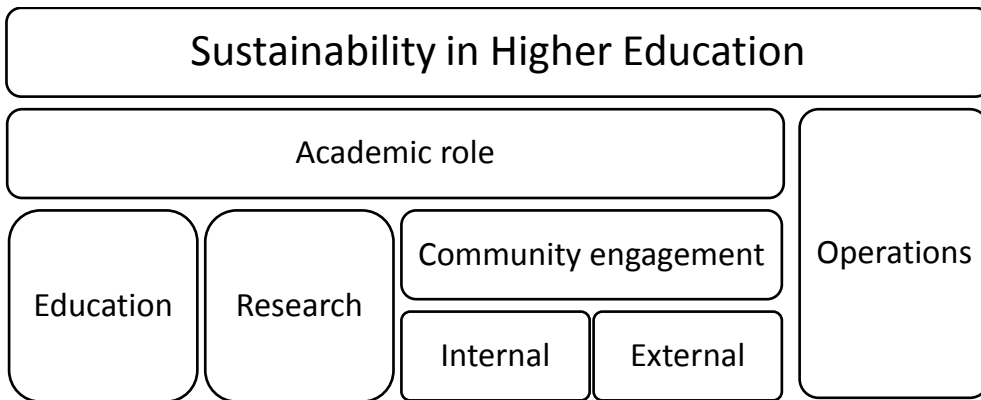 Sustainability in Higher Education
Academic role
Operations
Community engagement
Education
Research
Internal
External